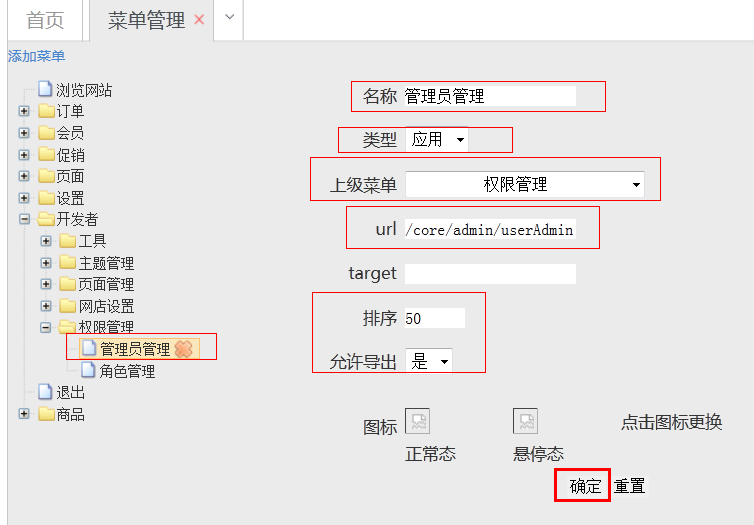 首页
菜单管理
添加菜单
浏览网站
订单
会员
促销
页面
设置
开发者
工具
主题管理
页面管理
网店设置
权限管理
管理员管理
角色管理
退出
商品
名称 管理员管理
类型 应用
上级菜单 权限管理
url /core/admin/userAdmin
target
排序 50
允许导出 是
图标 点击图标更换
正常态 悬停态
确定 重置